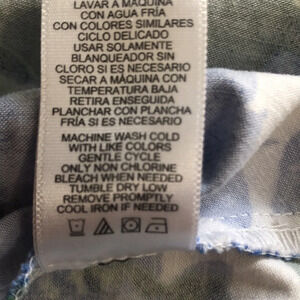 LAVAR A MAQUINA
CON AGUA FRÍA
CON COLORES SIMILARES
CICLO DELICADO
USAR SOLAMENTE
BLANQUEADOR SIN
CLORO SI ES NECESARIO
SECAR A MÁQUINA CON
TEMPERATURA BAJA
RETIRA ENSEGUIDA
PLANCHAR CON PLANCHA
FRÍA SI ES NECESARIO
MACHINE WASH COLD
WITH LIKE COLORS
GENTLE CYCLE
ONLY NON CHLORINE
BLEACH WHEN NEEDED
TUMBLE DRY LOW
REMOVE PROMPTLY
COOL IRON IF NEEDED